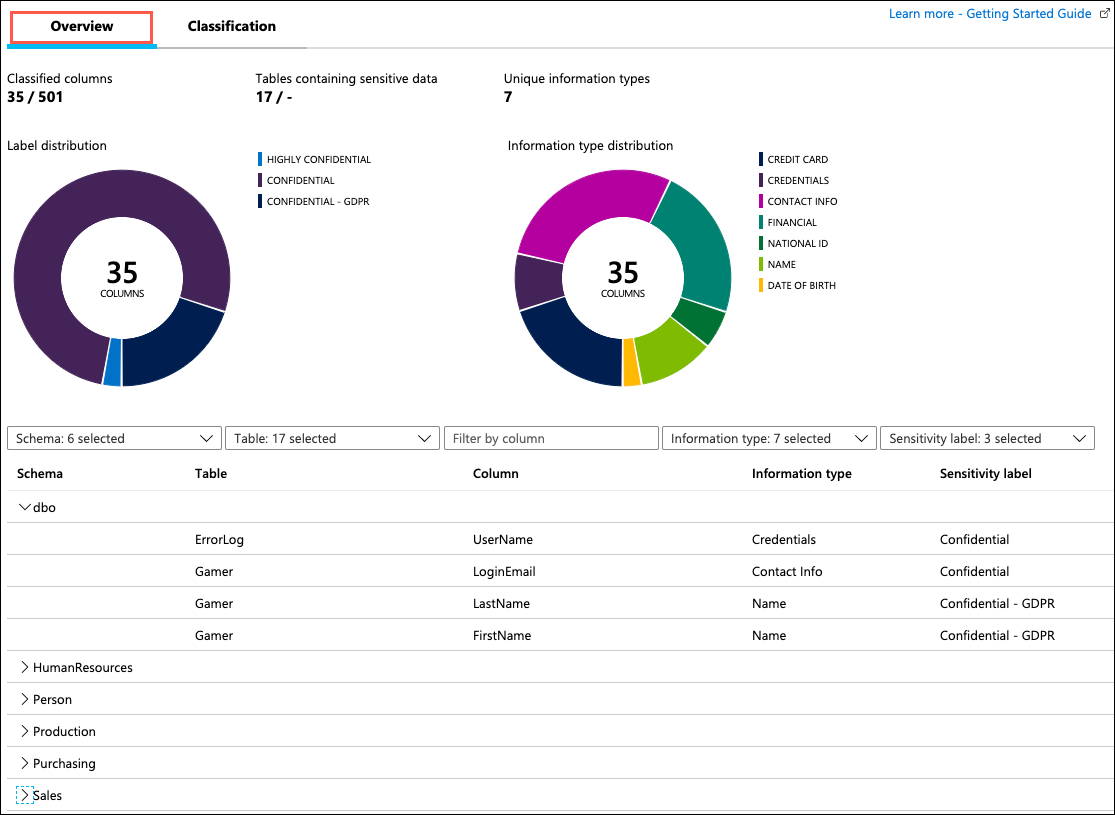 Learn more - Getting Started Guide
Overview
Classification
Classified columns
35 / 501
Tables containing sensitive data
17 / -
Unique information types
7
Label distribution
35
COLUMNS
HIGHLY CONFIDENTIAL
CONFIDENTIAL
CONFIDENTIAL - GDPR
Information type distribution
35
COLUMNS
CREDIT CARD
CREDENTIALS
CONTACT INFO
FINANCIAL
NATIONAL ID
NAME
DATE OF BIRTH
Schema: 6 selected
Table: 17 selected
Filter by column
Information type: 7 selected
Sensitivity label: 3 selected
Schema Table Column Information type Sensitivity label
dbo
ErrorLog UserName Credentials Confidential
Gamer LoginEmail Contact Info Confidential
Gamer LastName Name Confidential - GDPR
Gamer FirstName Name Confidential - GDPR
HumanResources
Person
Production
Purchasing
Sales